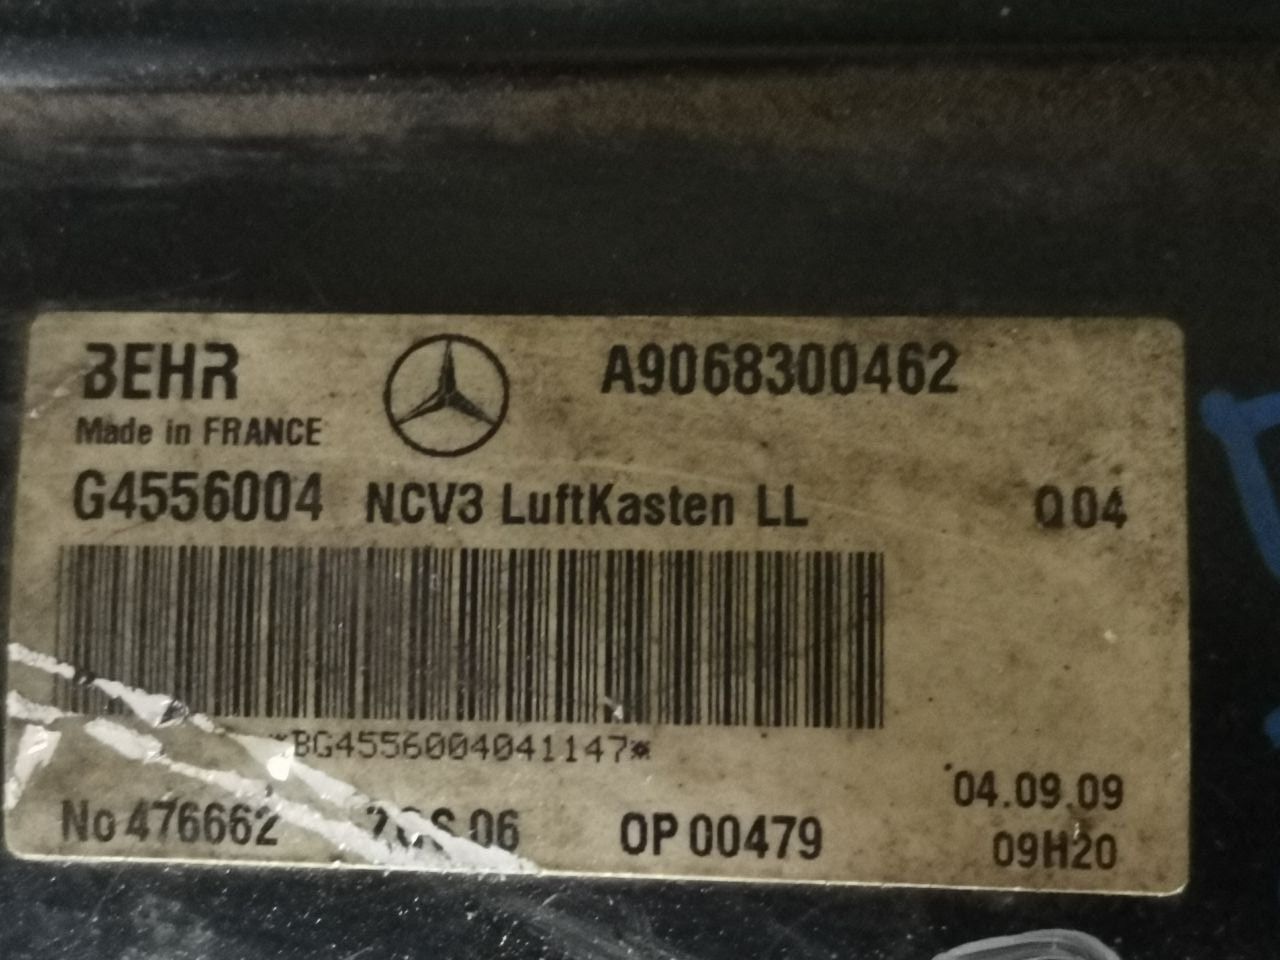 BEHR A9068300462
Made in FRANCE
G4556004 NCV3 LuftKasten LL Q04
*BG4556004041147*
04.09.09
No 476662 06 OP 00479
09H20